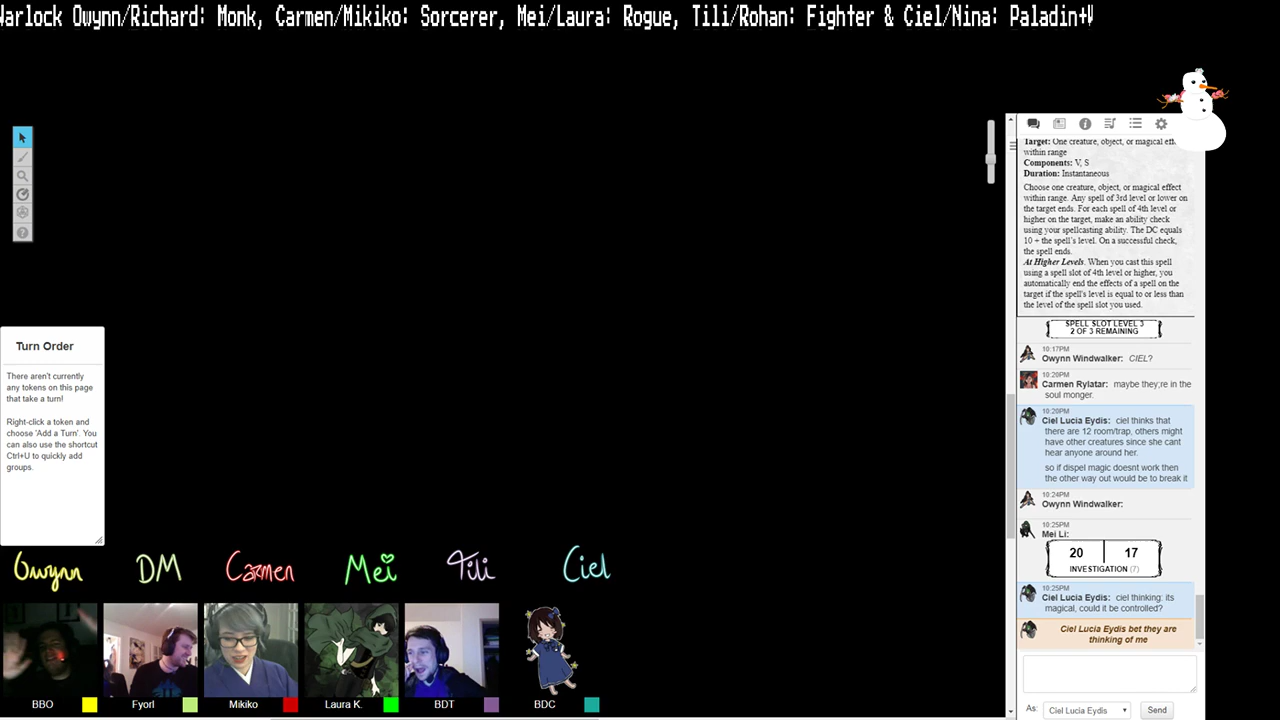 Warlock Owynn/Richard: Monk, Carmen/Mikiko: Sorcerer, Mei/Laura: Rogue, Tili/Rohan: Fighter & Ciel/Nina: Paladin+W
Target: One creature, object, or magical effect
within range
Components: V, S
Duration: Instantaneous
Choose one creature, object, or magical effect
within range. Any spell of 3rd level or lower on
the target ends. For each spell of 4th level or
higher on the target, make an ability check
using your spellcasting ability. The DC equals
10 + the spell's level. On a successful check,
the spell ends.
At Higher Levels. When you cast this spell
using a spell slot of 4th level or higher, you
automatically end the effects of a spell on the
target if the spell's level is equal to or less than
the level of the spell slot you used.
SPELL SLOT LEVEL 3
2 OF 3 REMAINING
10:17PM
Owynn Windwalker: CIEL?
10:20PM
Carmen Rylatar: maybe they;re in the
soul monger.
10:20PM
Ciel Lucia Eydis: ciel thinks that
there are 12 room/trap, others might
have other creatures since she cant
hear anyone around her.
so if dispel magic doesnt work then
the other way out would be to break it
10:24PM
Owynn Windwalker:
10:25PM
Mei Li:
20 17
INVESTIGATION (7)
10:25PM
Ciel Lucia Eydis: ciel thinking: its
magical, could it be controlled?
Ciel Lucia Eydis bet they are
thinking of me
As: Ciel Lucia Eydis Send
Turn Order
There aren't currently
any tokens on this page
that take a turn!
Right-click a token and
choose 'Add a Turn'. You
can also use the shortcut
Ctrl+U to quickly add
groups.
Owynn DM Carmen Mei Tili Ciel
BBO Fyorl Mikiko Laura K. BDT BDC